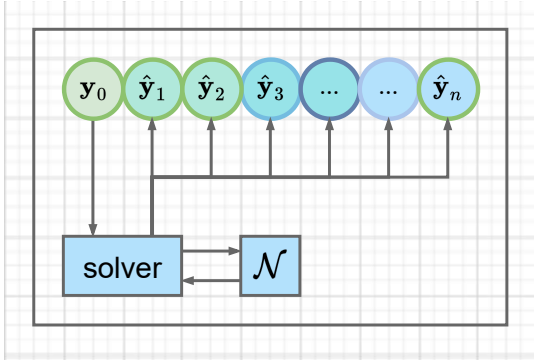 𝐲₀ 𝐲̂₁ 𝐲̂₂ 𝐲̂₃ ... ... 𝐲̂ₙ
solver 𝒩